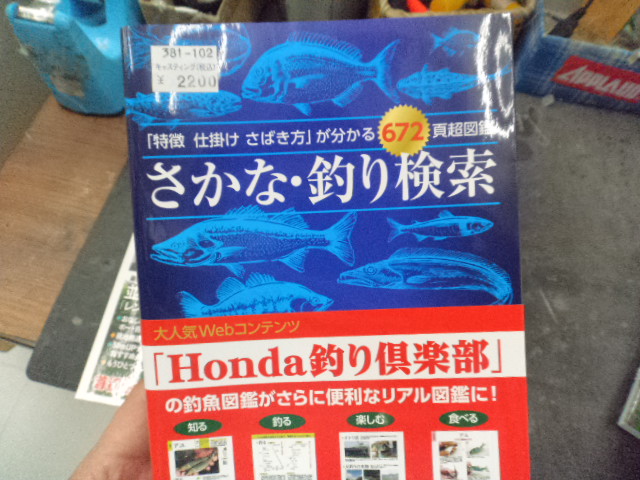 381-102
キャスティング(税込)
¥ 2200
「特徴 仕掛け さばき方」が分かる 672 頁超図鑑
さかな・釣り検索
大人気Webコンテンツ
「Honda釣り倶楽部」
の釣魚図鑑がさらに便利なリアル図鑑に!
知る 釣る 楽しむ 食べる